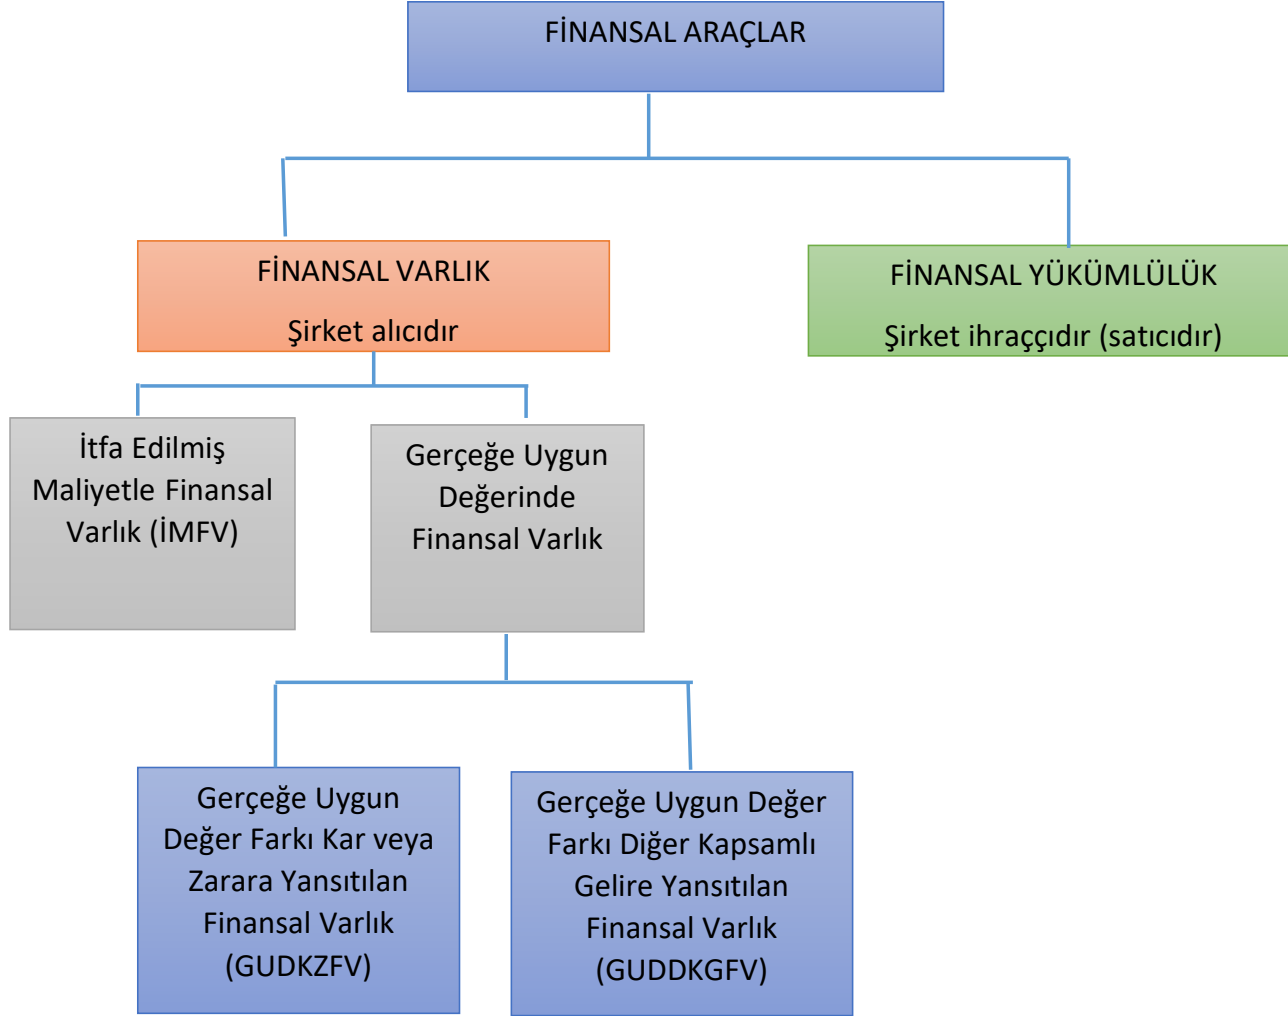 FİNANSAL ARAÇLAR
FİNANSAL VARLIK
Şirket alıcıdır
FİNANSAL YÜKÜMLÜLÜK
Şirket ihraççıdır (satıcıdır)
İtfa Edilmiş
Maliyetle Finansal
Varlık (İMFV)
Gerçeğe Uygun
Değerinde
Finansal Varlık
Gerçeğe Uygun
Değer Farkı Kar veya
Zarara Yansıtılan
Finansal Varlık
(GUDKZFV)
Gerçeğe Uygun Değer
Farkı Diğer Kapsamlı
Gelire Yansıtılan
Finansal Varlık
(GUDDKGFV)